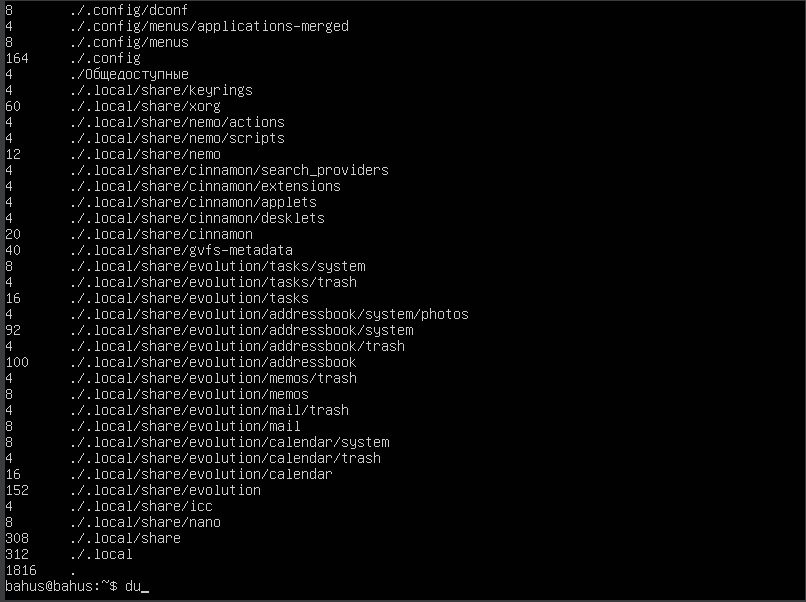 8 ./.config/dconf
4 ./.config/menus/applications-merged
8 ./.config/menus
164 ./.config
4 ./Общедоступные
4 ./.local/share/keyrings
60 ./.local/share/xorg
4 ./.local/share/nemo/actions
4 ./.local/share/nemo/scripts
12 ./.local/share/nemo
4 ./.local/share/cinnamon/search_providers
4 ./.local/share/cinnamon/extensions
4 ./.local/share/cinnamon/applets
4 ./.local/share/cinnamon/desklets
20 ./.local/share/cinnamon
40 ./.local/share/gvfs-metadata
8 ./.local/share/evolution/tasks/system
4 ./.local/share/evolution/tasks/trash
16 ./.local/share/evolution/tasks
4 ./.local/share/evolution/addressbook/system/photos
92 ./.local/share/evolution/addressbook/system
4 ./.local/share/evolution/addressbook/trash
100 ./.local/share/evolution/addressbook
4 ./.local/share/evolution/memos/trash
8 ./.local/share/evolution/memos
4 ./.local/share/evolution/mail/trash
8 ./.local/share/evolution/mail
8 ./.local/share/evolution/calendar/system
4 ./.local/share/evolution/calendar/trash
16 ./.local/share/evolution/calendar
152 ./.local/share/evolution
4 ./.local/share/icc
8 ./.local/share/nano
308 ./.local/share
312 ./.local
1816 .
bahus@bahus:~$ du_